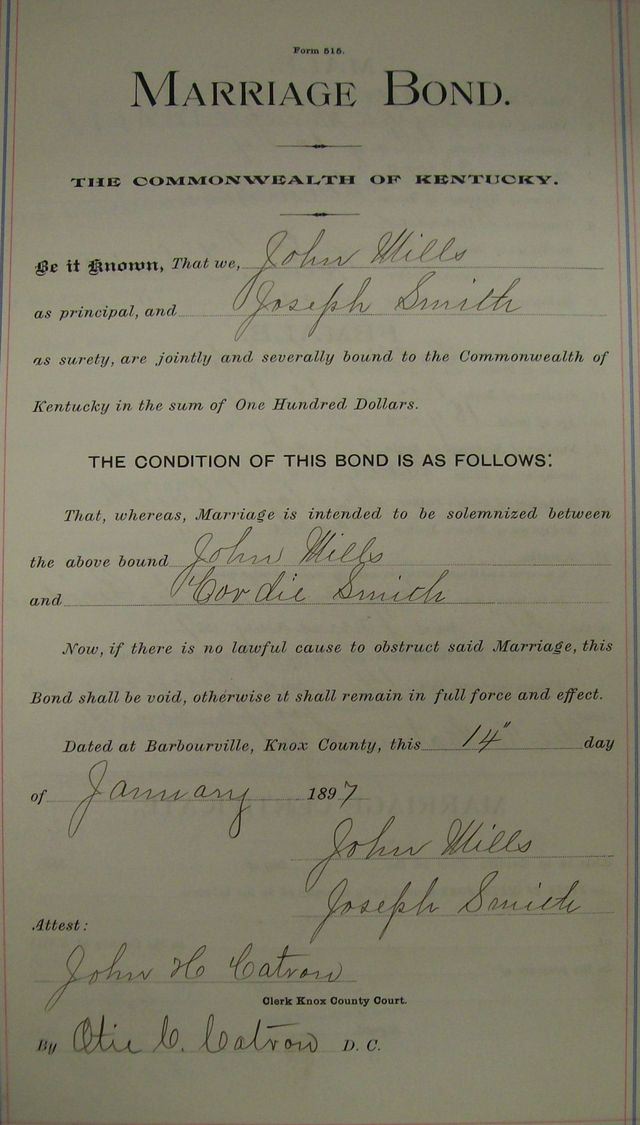 Form 515.
MARRIAGE BOND.
THE COMMONWEALTH OF KENTUCKY.
Be it Known, That we, John Mills
as principal, and Joseph Smith
as surety, are jointly and severally bound to the Commonwealth of
Kentucky in the sum of One Hundred Dollars.
THE CONDITION OF THIS BOND IS AS FOLLOWS:
That, whereas, Marriage is intended to be solemnized between
the above bound John Mills
and Cordie Smith
Now, if there is no lawful cause to obstruct said Marriage, this
Bond shall be void, otherwise it shall remain in full force and effect.
Dated at Barbourville, Knox County, this 14" day
of January 1897
John Mills
Joseph Smith
Attest:
John H Catron
Clerk Knox County Court.
By Otie C. Catron D. C.